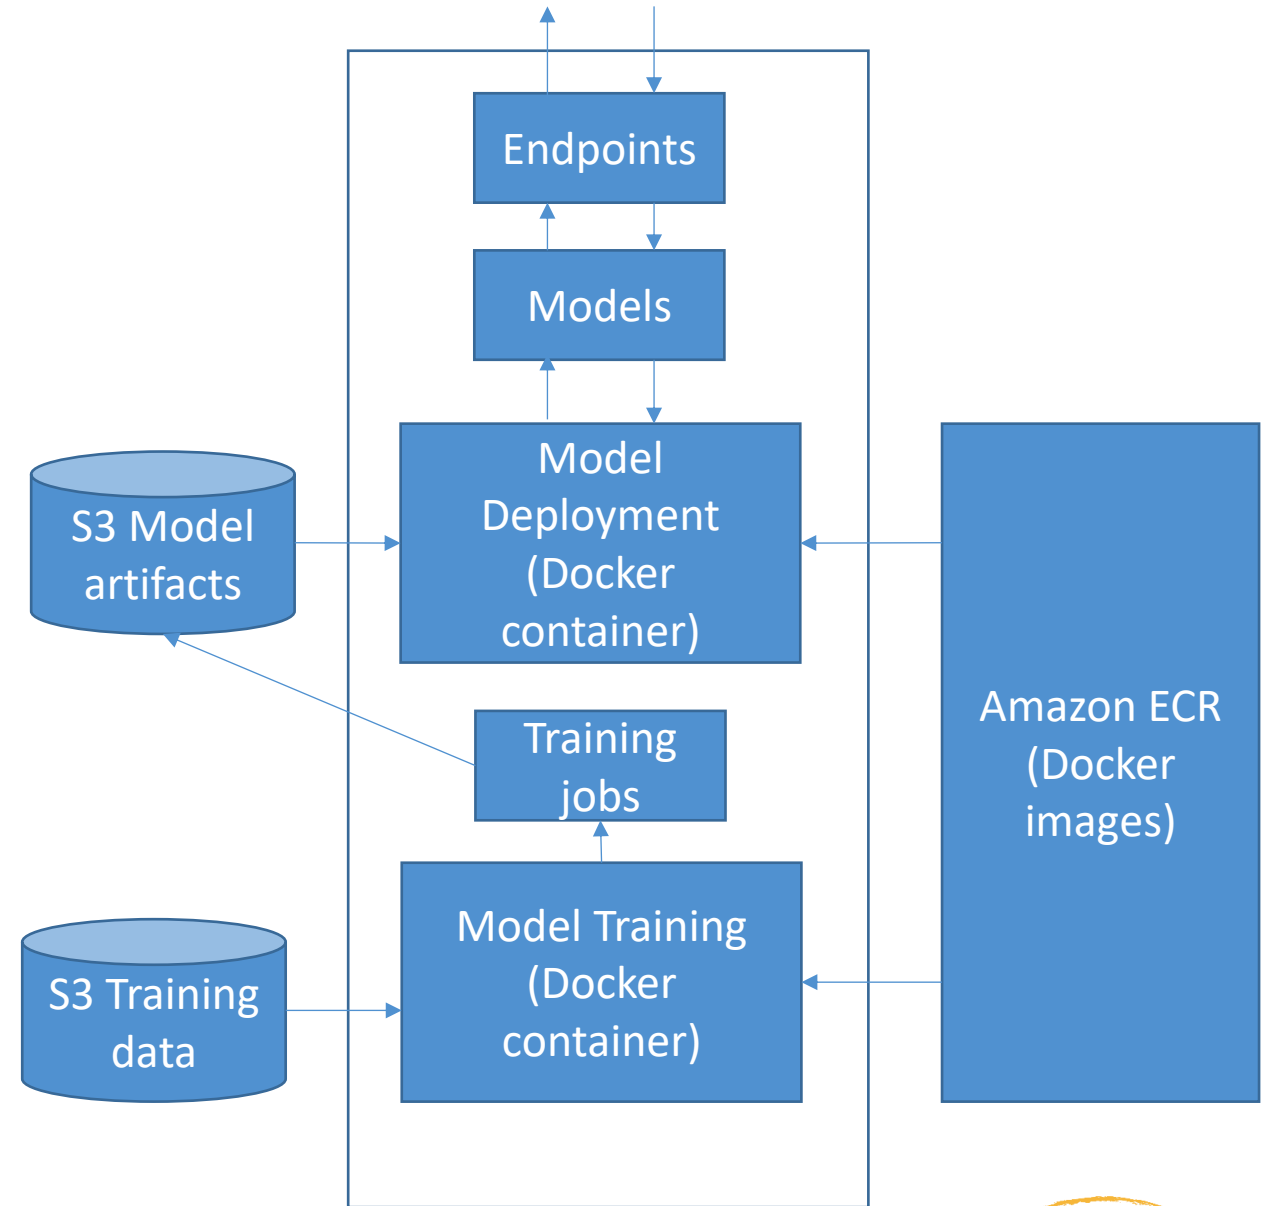 Endpoints
Models
Model
Deployment
(Docker
container)
S3 Model
artifacts
Training
jobs
Amazon ECR
(Docker
images)
Model Training
(Docker
container)
S3 Training
data